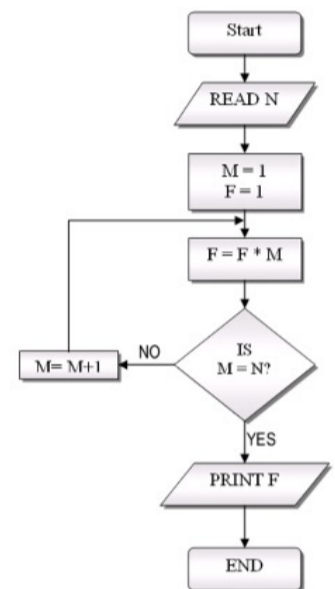 Start
READ N
M = 1
F = 1
F = F * M
IS
M = N?
NO
M= M+1
YES
PRINT F
END